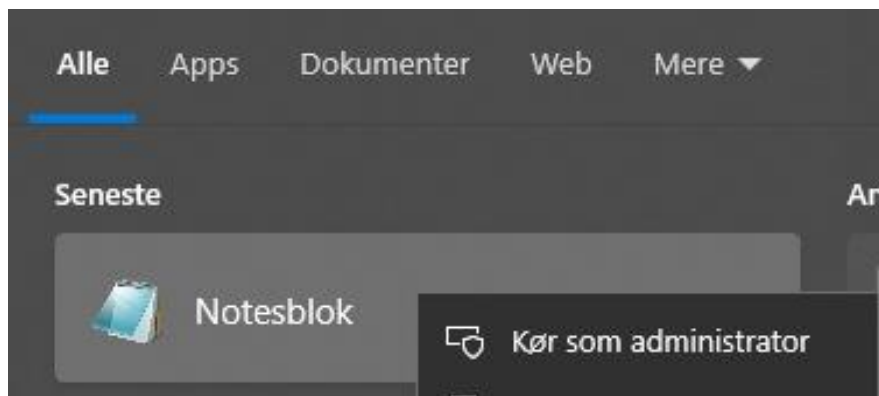 Alle Apps Dokumenter Web Mere
Seneste
Notesblok
Kør som administrator